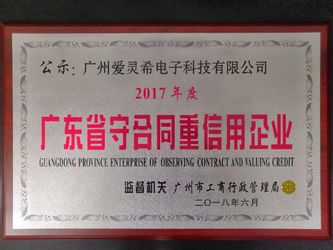 公示：广州爱灵希电子科技有限公司
2017年度
广东省守合同重信用企业
GUANGDONG PROVINCE ENTERPRISE OF OBSERVING CONTRACT AND VALUING CREDIT
监督机关 广州市工商行政管理局
二〇一八年六月